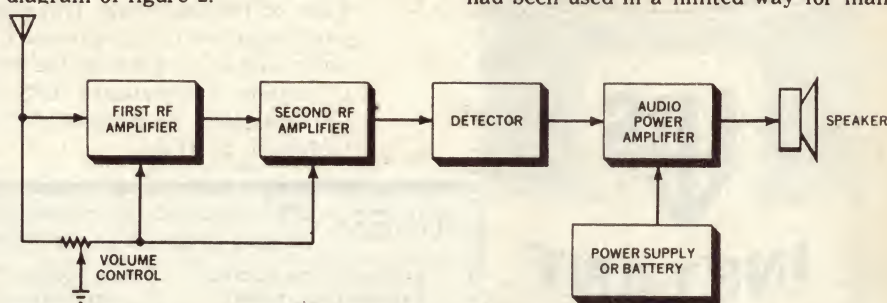 diagram of figure 2.
had been used in a limited way for man
FIRST RF
AMPLIFIER
SECOND RF
AMPLIFIER
DETECTOR
AUDIO
POWER
AMPLIFIER
SPEAKER
VOLUME
CONTROL
POWER SUPPLY
OR BATTERY